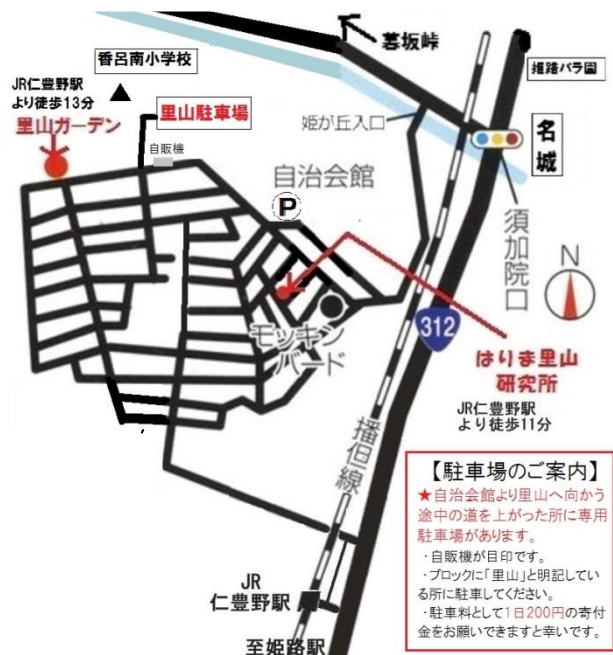 香呂南小学校
暮坂峠
姫路バラ園
JR仁豊野駅
より徒歩13分
里山ガーデン
里山駐車場
自販機
姫が丘入口
名城
自治会館
P
須加院口
N
モッキン
バード
312
はりま里山
研究所
JR仁豊野駅
より徒歩11分
播但線
【駐車場のご案内】
★自治会館より里山へ向かう
途中の道を上がった所に専用
駐車場があります。
・自販機が目印です。
・ブロックに「里山」と明記してい
る所に駐車してください。
・駐車料として1日200円の寄付
金をお願いできますと幸いです。
JR
仁豊野駅
至姫路駅